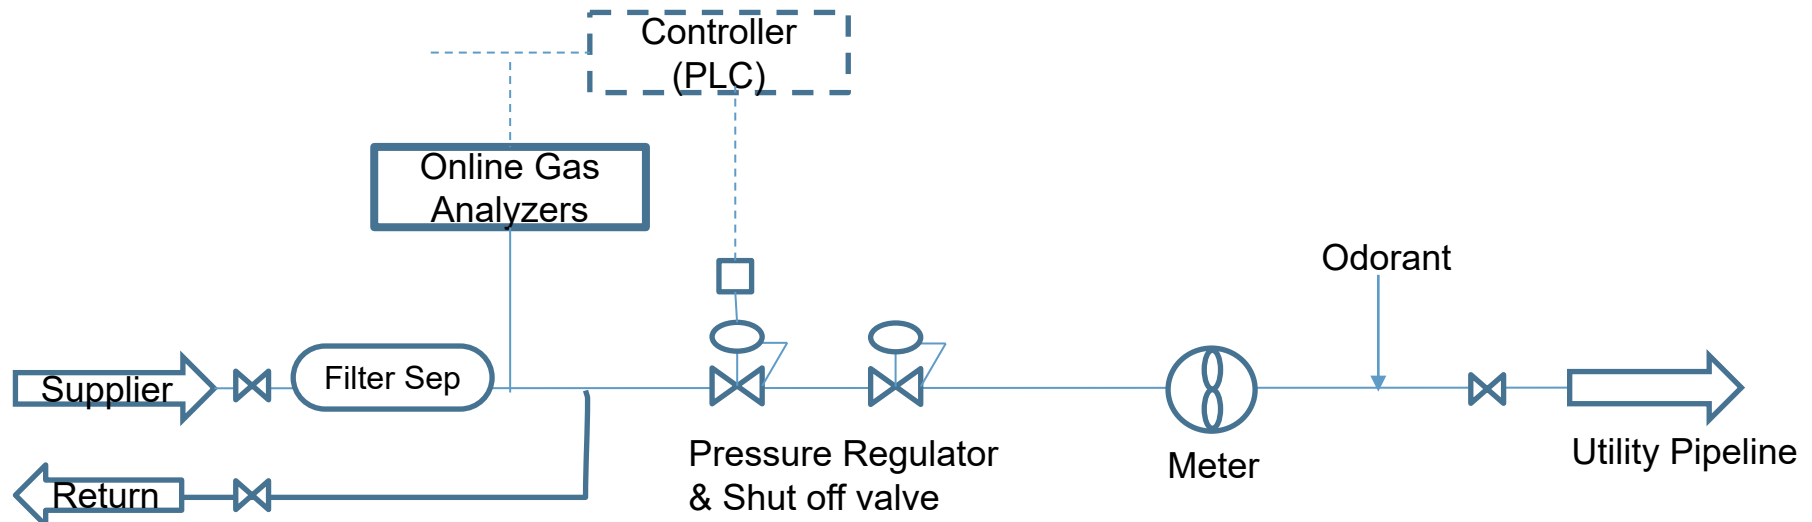 Controller
(PLC)
Online Gas
Analyzers
Odorant
Supplier
Filter Sep
Pressure Regulator
& Shut off valve
Meter
Utility Pipeline
Return